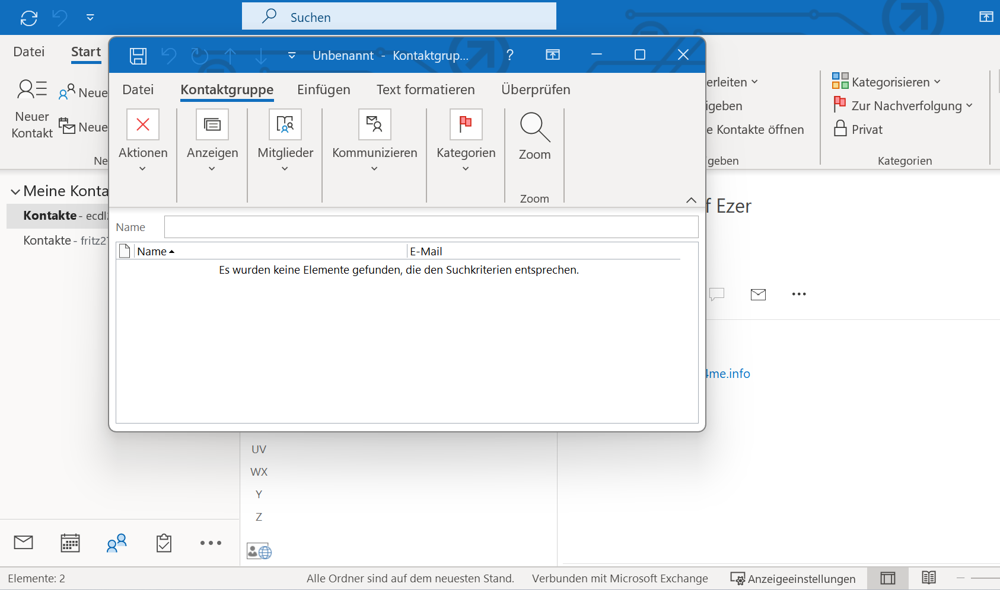 Suchen
Datei
Start
Unbenannt - Kontaktgrup...
?
Datei
Kontaktgruppe
Einfügen
Text formatieren
Überprüfen
Neuer
Kontakt
Neue
Neue
Ne
Aktionen
Anzeigen
Mitglieder
Kommunizieren
Kategorien
Zoom
Zoom
erleiten
igeben
e Kontakte öffnen
geben
Kategorisieren
Zur Nachverfolgung
Privat
Kategorien
Meine Konta
Kontakte - ecdl
Kontakte - fritz2
Name
Name
E-Mail
Es wurden keine Elemente gefunden, die den Suchkriterien entsprechen.
f Ezer
4me.info
UV
WX
Y
Z
Elemente: 2
Alle Ordner sind auf dem neuesten Stand.
Verbunden mit Microsoft Exchange
Anzeigeeinstellungen